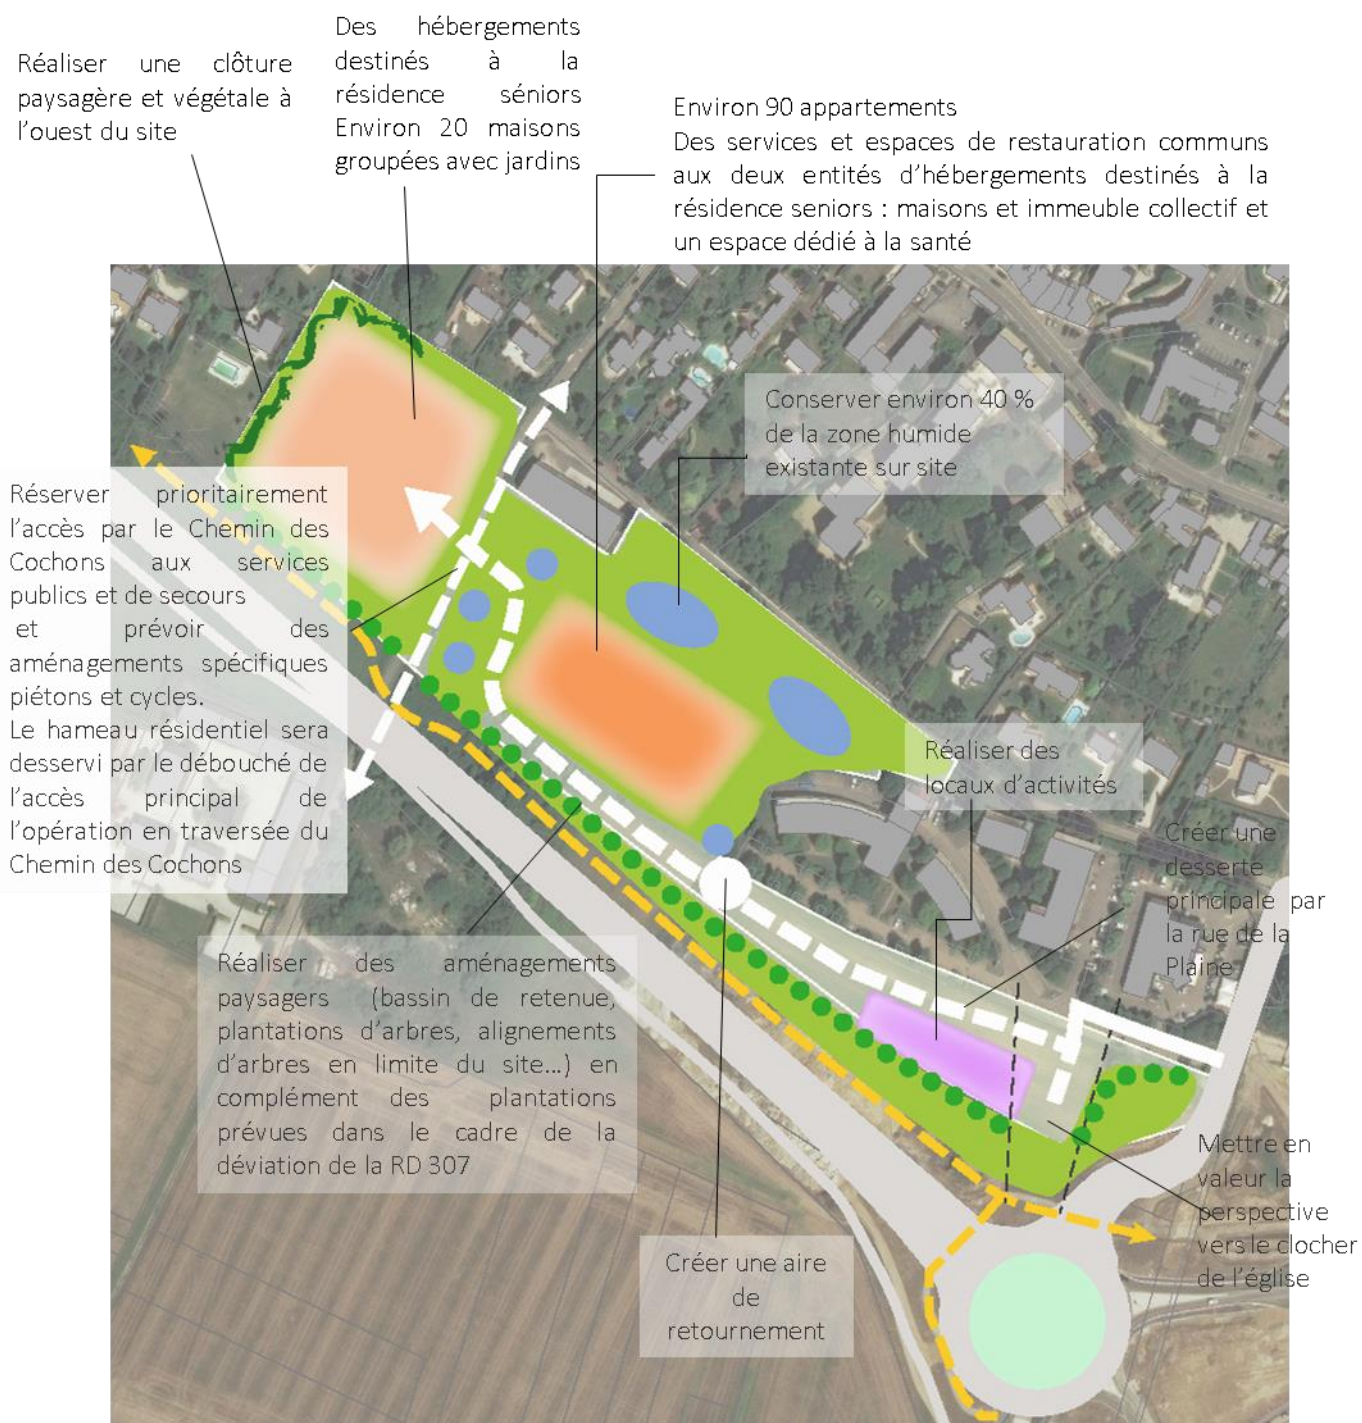 Réaliser une clôture
paysagère et végétale à
l’ouest du site
Des hébergements
destinés à la
résidence séniors
Environ 20 maisons
groupées avec jardins
Environ 90 appartements
Des services et espaces de restauration communs
aux deux entités d’hébergements destinés à la
résidence seniors : maisons et immeuble collectif et
un espace dédié à la santé
Conserver environ 40 %
de la zone humide
existante sur site
Réserver prioritairement
l’accès par le Chemin des
Cochons aux services
publics et de secours
et prévoir des
aménagements spécifiques
piétons et cycles.
Le hameau résidentiel sera
desservi par le débouché de
l’accès principal de
l’opération en traversée du
Chemin des Cochons
Réaliser des
locaux d’activités
Créer une
desserte
principale par
la rue de la
Plaine
Réaliser des aménagements
paysagers (bassin de retenue,
plantations d’arbres, alignements
d’arbres en limite du site...) en
complément des plantations
prévues dans le cadre de la
déviation de la RD 307
Mettre en
valeur la
perspective
vers le clocher
de l’église
Créer une aire
de
retournement